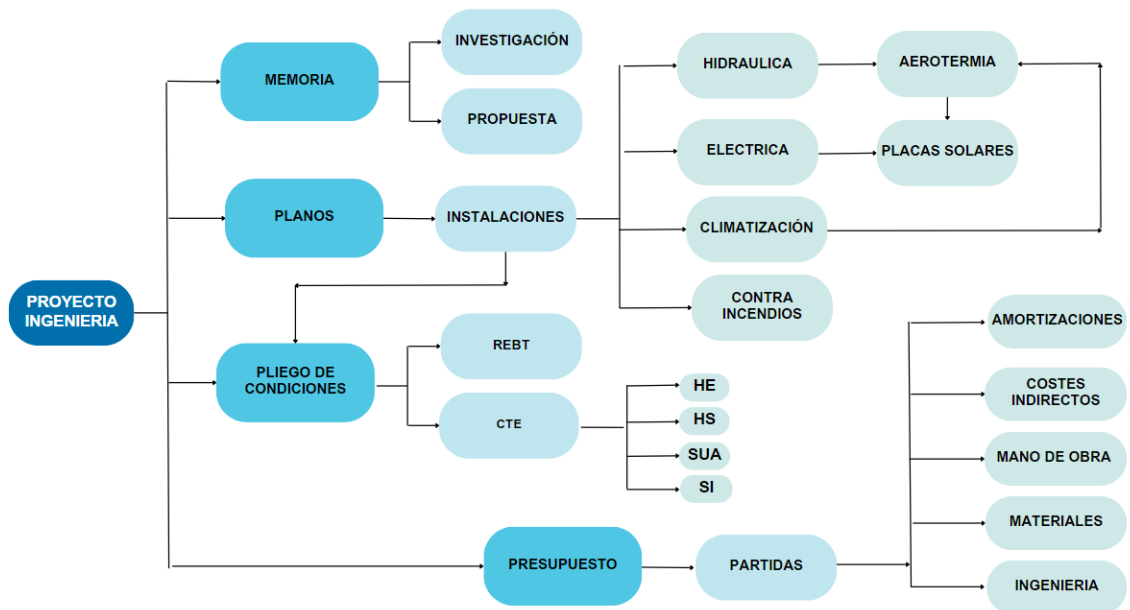 PROYECTO
INGENIERIA
MEMORIA
INVESTIGACIÓN
PROPUESTA
PLANOS
INSTALACIONES
HIDRAULICA
AEROTERMIA
ELECTRICA
PLACAS SOLARES
CLIMATIZACIÓN
CONTRA
INCENDIOS
PLIEGO DE
CONDICIONES
REBT
CTE
HE
HS
SUA
SI
PRESUPUESTO
PARTIDAS
AMORTIZACIONES
COSTES
INDIRECTOS
MANO DE OBRA
MATERIALES
INGENIERIA